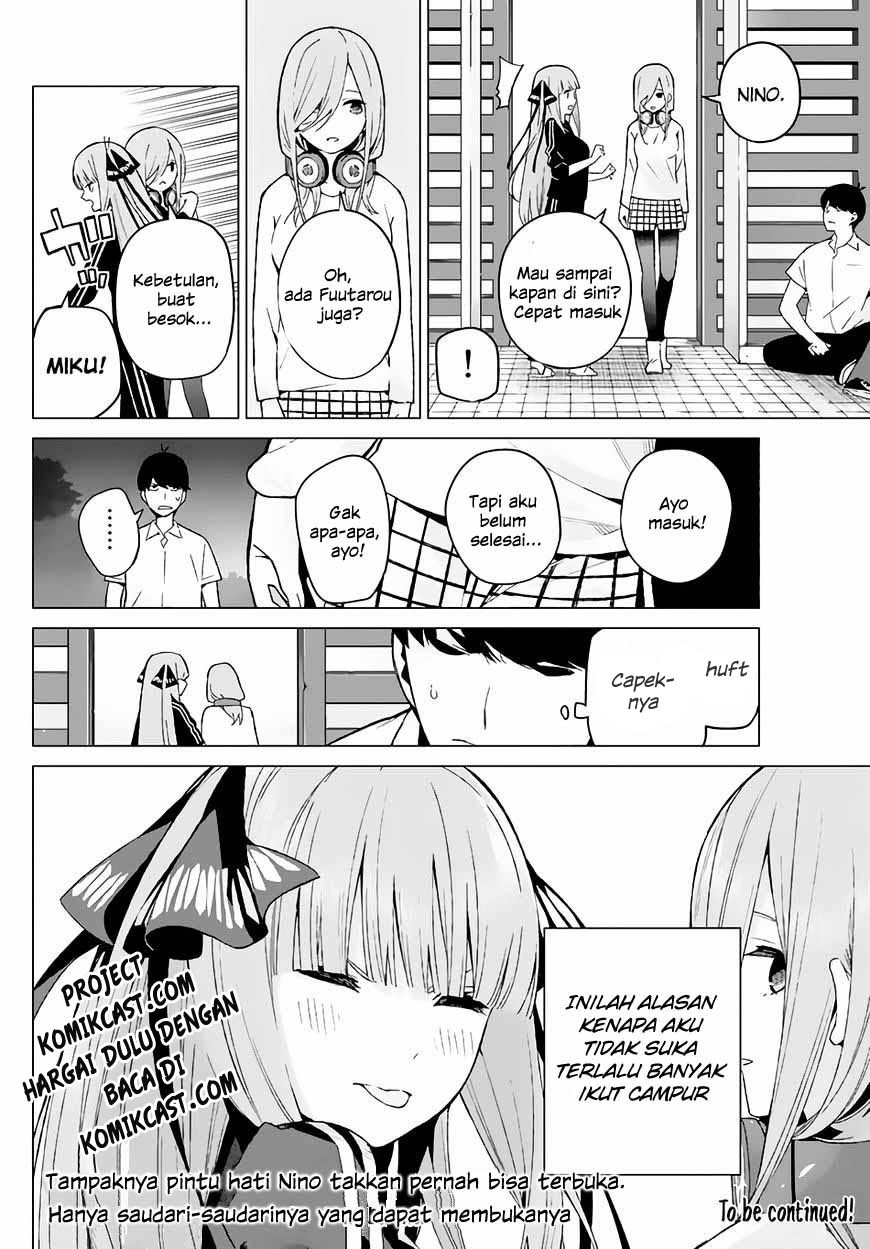 NINO.
Mau sampai
kapan di sini?
Cepat masuk
!
Oh,
ada Fuutarou
juga?
Kebetulan,
buat
besok...
MIKU!
Ayo
masuk!
Tapi aku
belum
selesai...
Gak
apa-apa,
ayo!
......
huft
Capek-
nya
INILAH ALASAN
KENAPA AKU
TIDAK SUKA
TERLALU BANYAK
IKUT CAMPUR
PROJECT
KOMIKCAST.COM
HARGAI DULU DENGAN
BACA DI
KOMIKCAST.COM
Tampaknya pintu hati Nino takkan pernah bisa terbuka.
Hanya saudari-saudarinya yang dapat membukanya
To be continued!